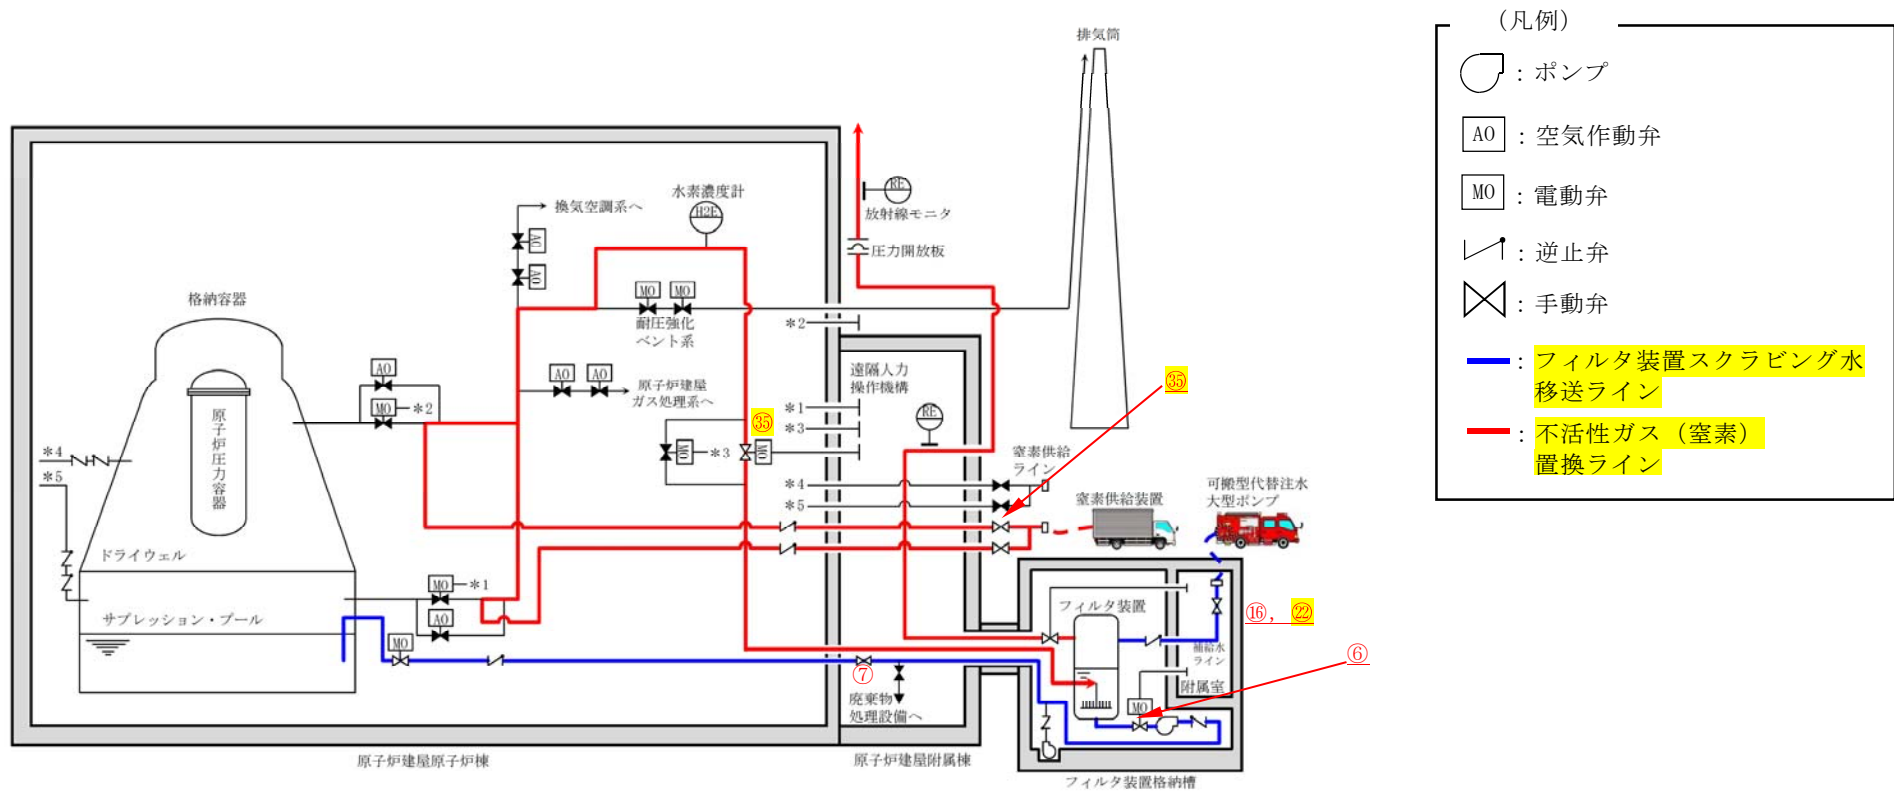 排気筒
水素濃度計
H2E
換気空調系へ
AO
AO
RE
放射線モニタ
圧力開放板
格納容器
MO
MO
耐圧強化
ベント系
*2
AO
MO
*2
AO
AO
原子炉建屋
ガス処理系へ
遠隔人力
操作機構
*1
*3
㉟
㉟
RE
原子炉圧力容器
MO
*3
MO
*4
*5
窒素供給
ライン
*4
*5
窒素供給装置
可搬型代替注水
大型ポンプ
ドライウェル
MO
*1
サプレッション・プール
AO
MO
フィルタ装置
⑯, ㉒
補給水
ライン
⑥
⑦
附属室
MO
廃棄物
処理設備へ
原子炉建屋原子炉棟
原子炉建屋附属棟
フィルタ装置格納槽
(凡例)
:ポンプ
AO:空気作動弁
MO:電動弁
:逆止弁
:手動弁
:フィルタ装置スクラビング水
移送ライン
:不活性ガス(窒素)
置換ライン